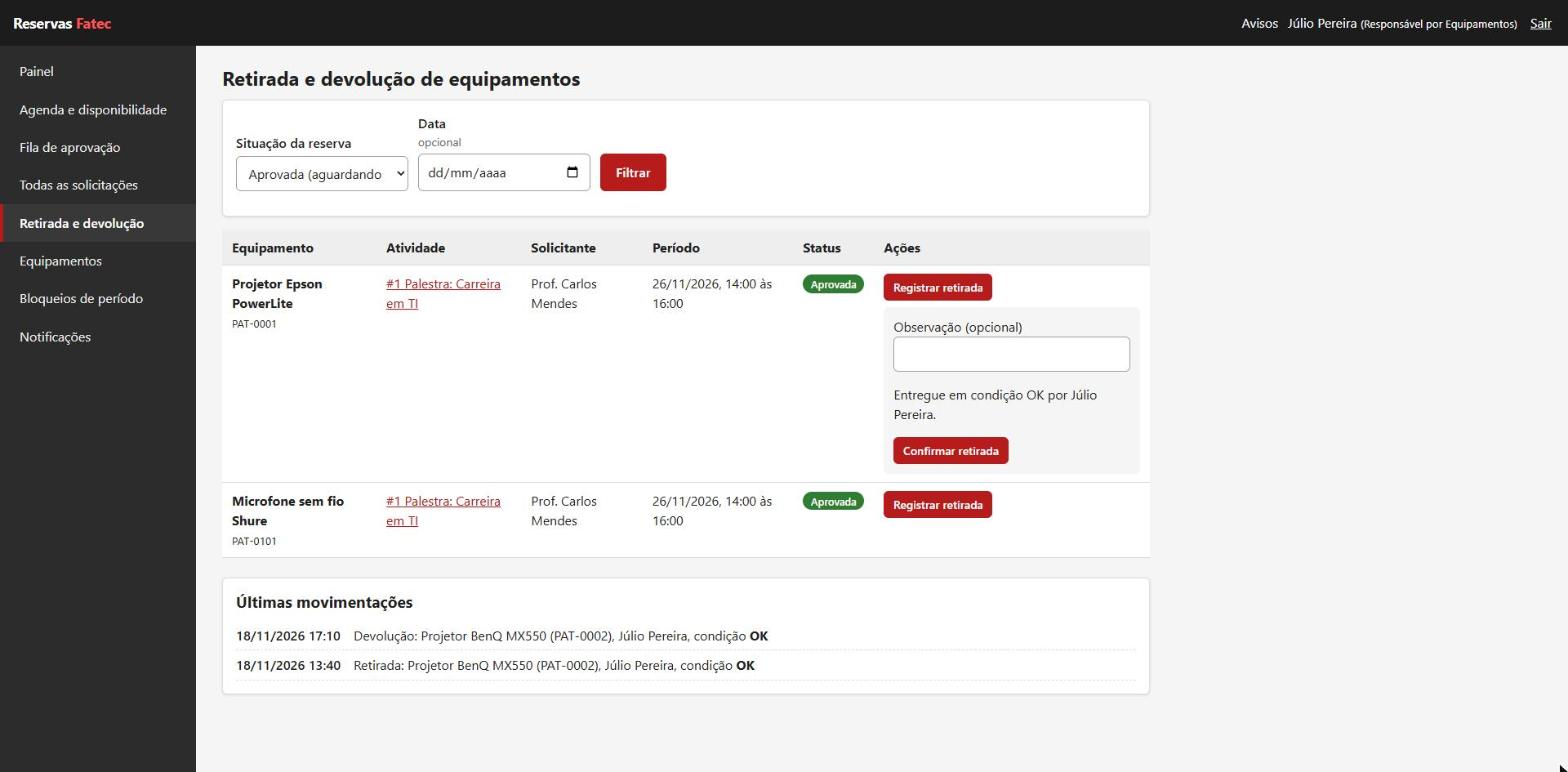 Reservas Fatec
Avisos Júlio Pereira (Responsável por Equipamentos) Sair
Painel
Agenda e disponibilidade
Fila de aprovação
Todas as solicitações
Retirada e devolução
Equipamentos
Bloqueios de período
Notificações
Retirada e devolução de equipamentos
Situação da reserva
Aprovada (aguardando
Data
opcional
dd/mm/aaaa
Filtrar
Equipamento Atividade Solicitante Período Status Ações
Projetor Epson
PowerLite
PAT-0001
#1 Palestra: Carreira
em TI
Prof. Carlos
Mendes
26/11/2026, 14:00 às
16:00
Aprovada
Registrar retirada
Observação (opcional)
Entregue em condição OK por Júlio
Pereira.
Confirmar retirada
Microfone sem fio
Shure
PAT-0101
#1 Palestra: Carreira
em TI
Prof. Carlos
Mendes
26/11/2026, 14:00 às
16:00
Aprovada
Registrar retirada
Últimas movimentações
18/11/2026 17:10 Devolução: Projetor BenQ MX550 (PAT-0002), Júlio Pereira, condição OK
18/11/2026 13:40 Retirada: Projetor BenQ MX550 (PAT-0002), Júlio Pereira, condição OK